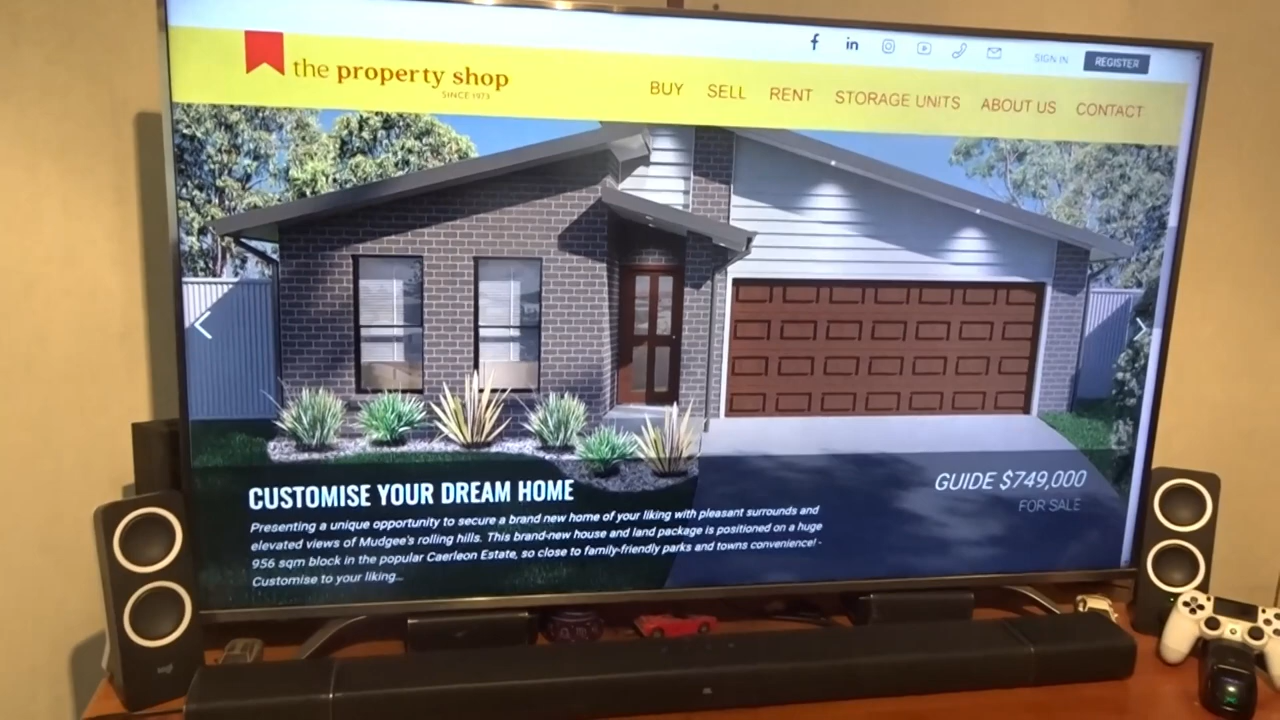 SIGN IN
REGISTER
the property shop
SINCE 1973
BUY SELL RENT STORAGE UNITS ABOUT US CONTACT
CUSTOMISE YOUR DREAM HOME
Presenting a unique opportunity to secure a brand new home of your liking with pleasant surrounds and
elevated views of Mudgee's rolling hills. This brand-new house and land package is positioned on a huge
956 sqm block in the popular Caerleon Estate, so close to family-friendly parks and towns convenience! -
Customise to your liking...
GUIDE $749,000
FOR SALE